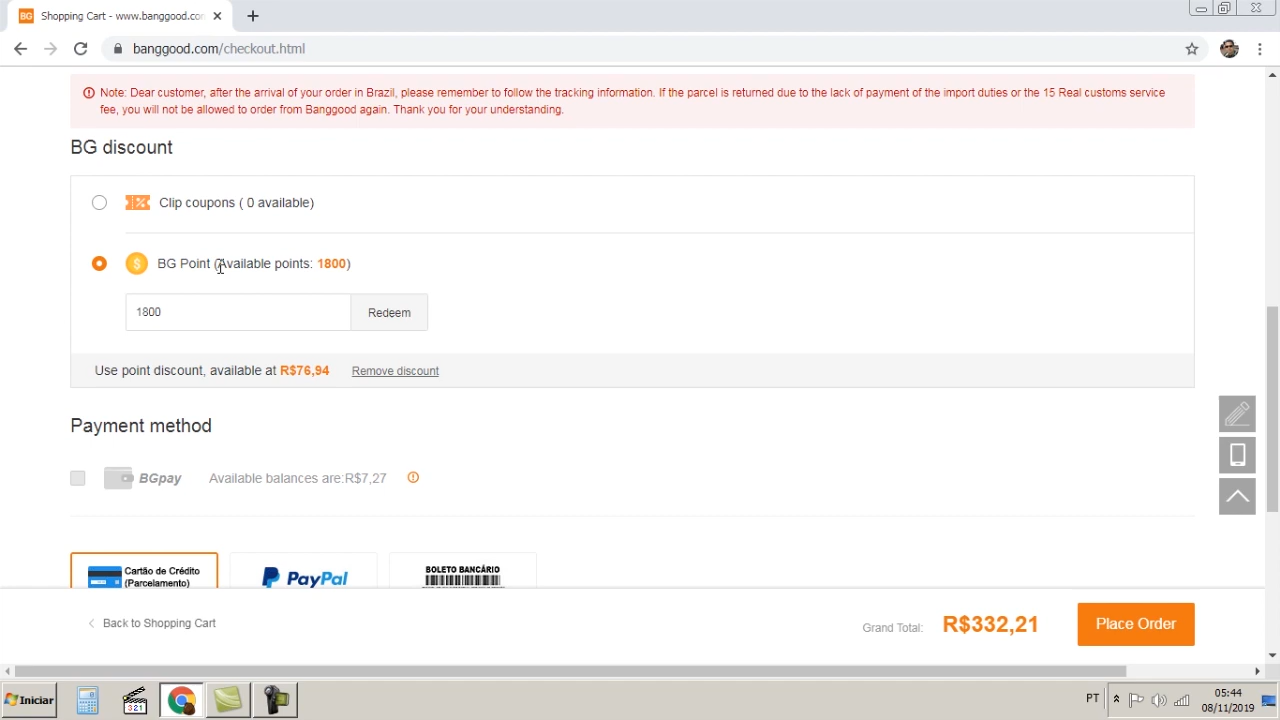 BG Shopping Cart - www.banggood.con
banggood.com/checkout.html
Note: Dear customer, after the arrival of your order in Brazil, please remember to follow the tracking information. If the parcel is returned due to the lack of payment of the import duties or the 15 Real customs service
fee, you will not be allowed to order from Banggood again. Thank you for your understanding.
BG discount
Clip coupons ( 0 available)
$ BG Point (Available points: 1800)
1800 Redeem
Use point discount, available at R$76,94 Remove discount
Payment method
BGpay Available balances are:R$7,27
Cartão de Crédito
(Parcelamento)
PayPal
BOLETO BANCÁRIO
Back to Shopping Cart Grand Total: R$332,21 Place Order
Iniciar
321
PT
05:44
08/11/2019